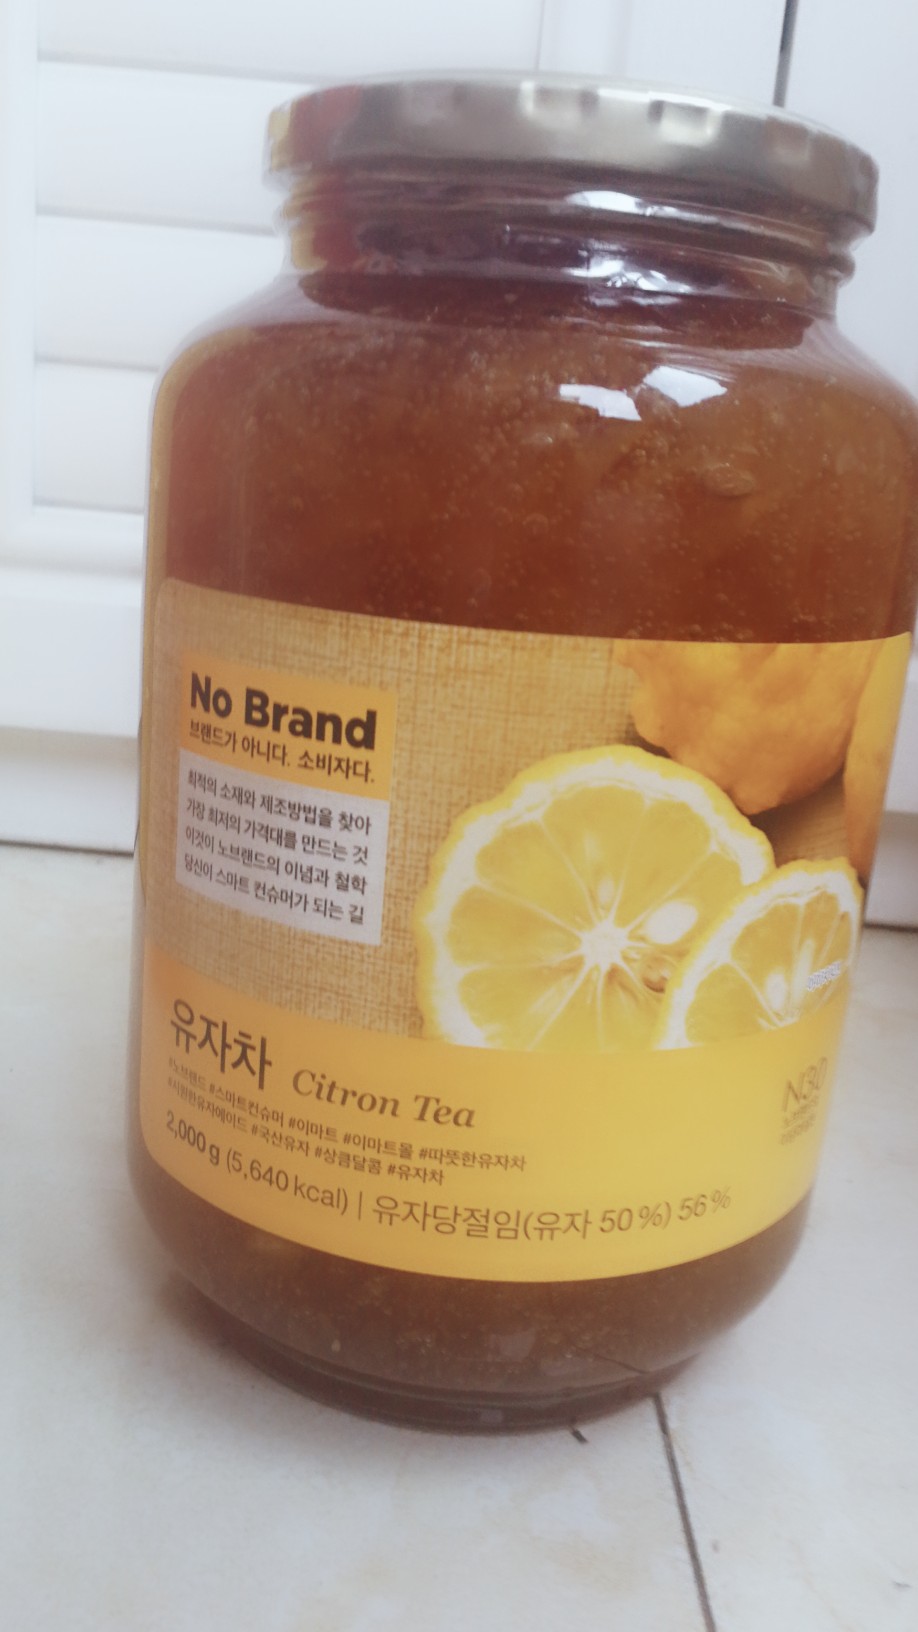 No Brand
브랜드가 아니다. 소비자다.
최적의 소재와 제조방법을 찾아
가장 최저의 가격대를 만드는 것
이것이 노브랜드의 이념과 철학
당신이 스마트 컨슈머가 되는 길
유자차 Citron Tea
#노브랜드 #스마트컨슈머 #이마트 #이마트몰 #따뜻한유자차
#시원한유자에이드 #국산유자 #상큼달콤 #유자차
2,000 g (5,640 kcal) | 유자당절임(유자 50 %) 56 %
N30